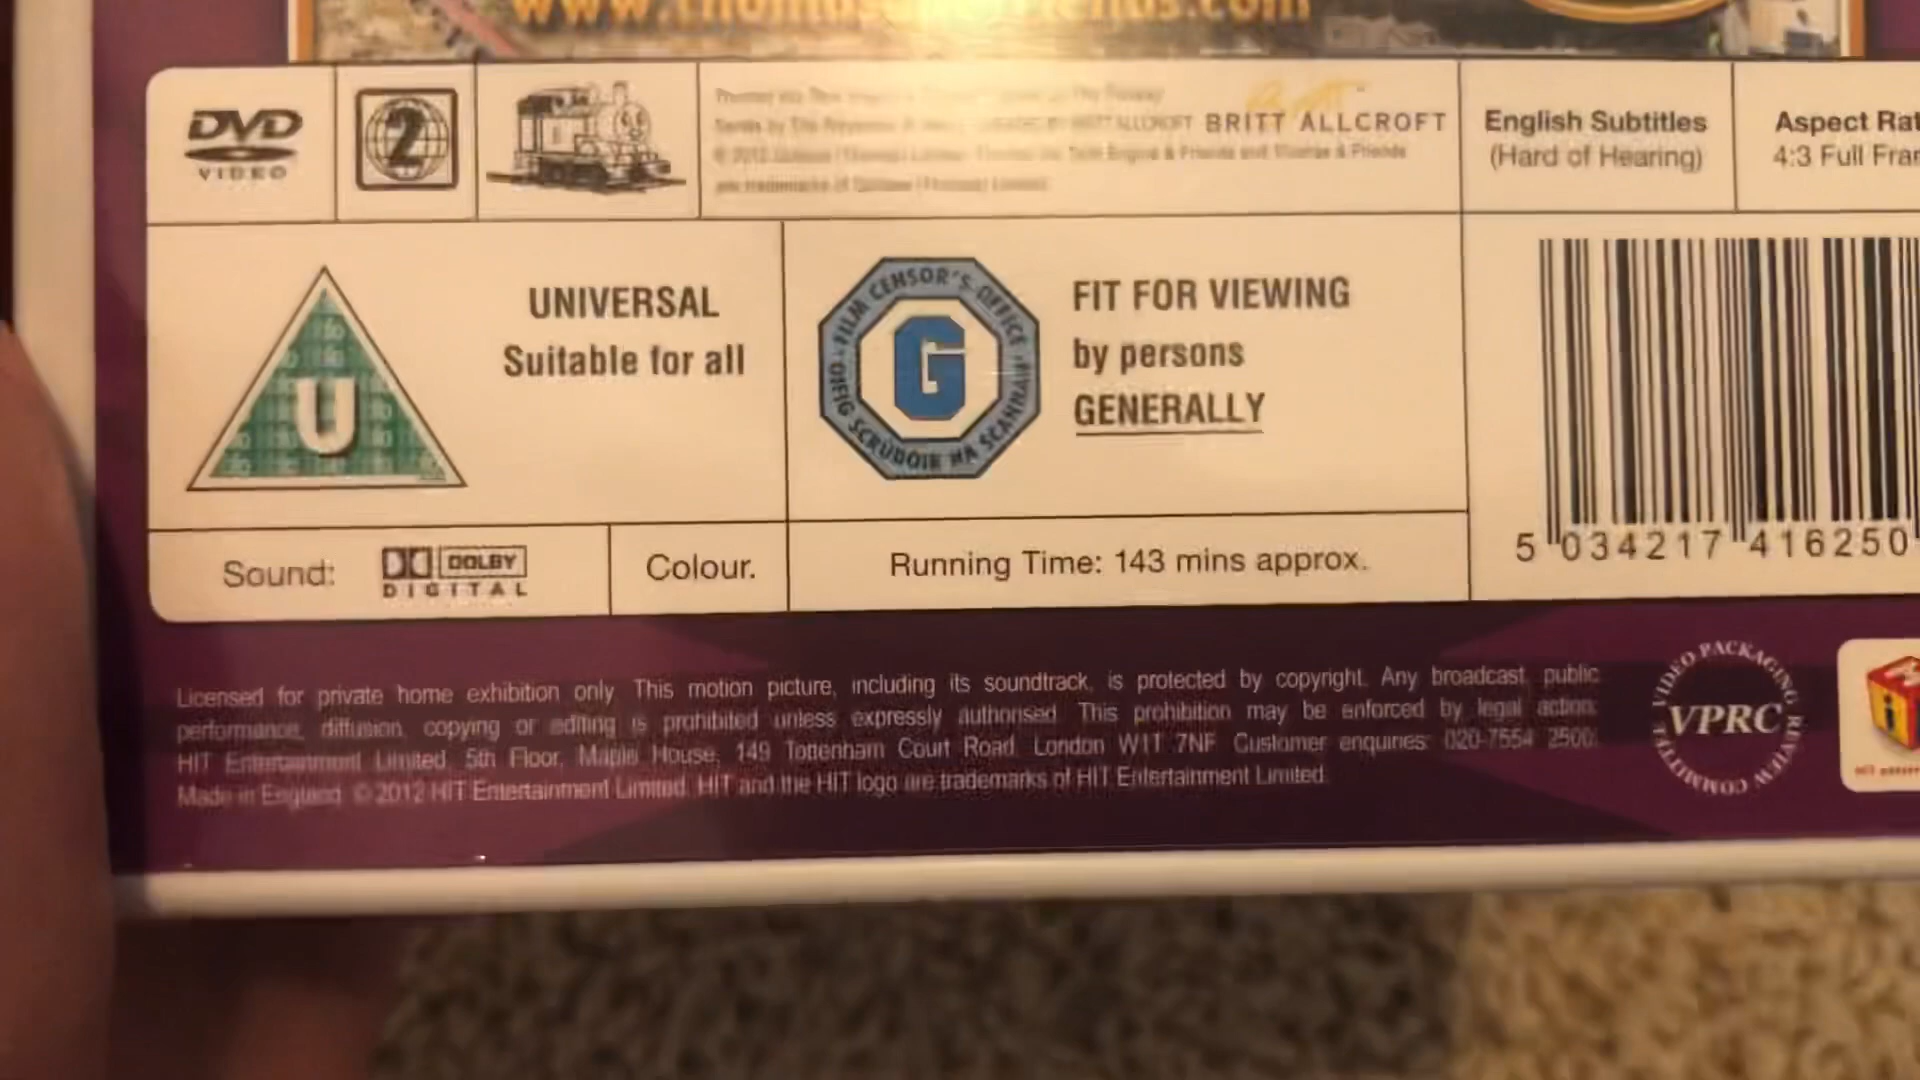 www.thomasandfriends.com
DVD
VIDEO
2
BRITT ALLCROFT
English Subtitles
(Hard of Hearing)
Aspect Rat
4:3 Full Fram
U
UNIVERSAL
Suitable for all
FILM CENSOR'S OFFICE
OIFIG SCRÚDÓIR NA SCANNÁN
G
FIT FOR VIEWING
by persons
GENERALLY
5 034217 416250
Sound:
DOLBY
DIGITAL
Colour.
Running Time: 143 mins approx.
Licensed for private home exhibition only. This motion picture, including its soundtrack, is protected by copyright. Any broadcast, public
performance, diffusion, copying or editing is prohibited unless expressly authorised. This prohibition may be enforced by legal action.
HIT Entertainment Limited, 5th Floor, Maple House, 149 Tottenham Court Road, London W1T 7NF Customer enquiries: 020-7554 2500.
Made in England. © 2012 HIT Entertainment Limited. HIT and the HIT logo are trademarks of HIT Entertainment Limited.
VIDEO PACKAGING REVIEW COMMITTEE
VPRC